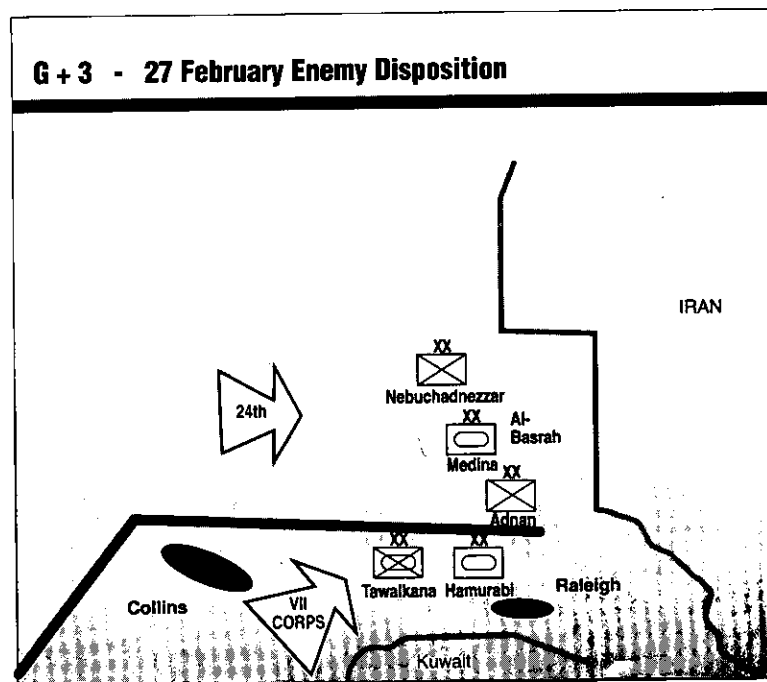 G + 3 - 27 February Enemy Disposition
IRAN
XX
Nebuchadnezzar
24th
XX
Al-
Basrah
Medina
XX
Adnan
XX
XX
Tawalkana
Hamurabi
Collins
VII
CORPS
Raleigh
Kuwait